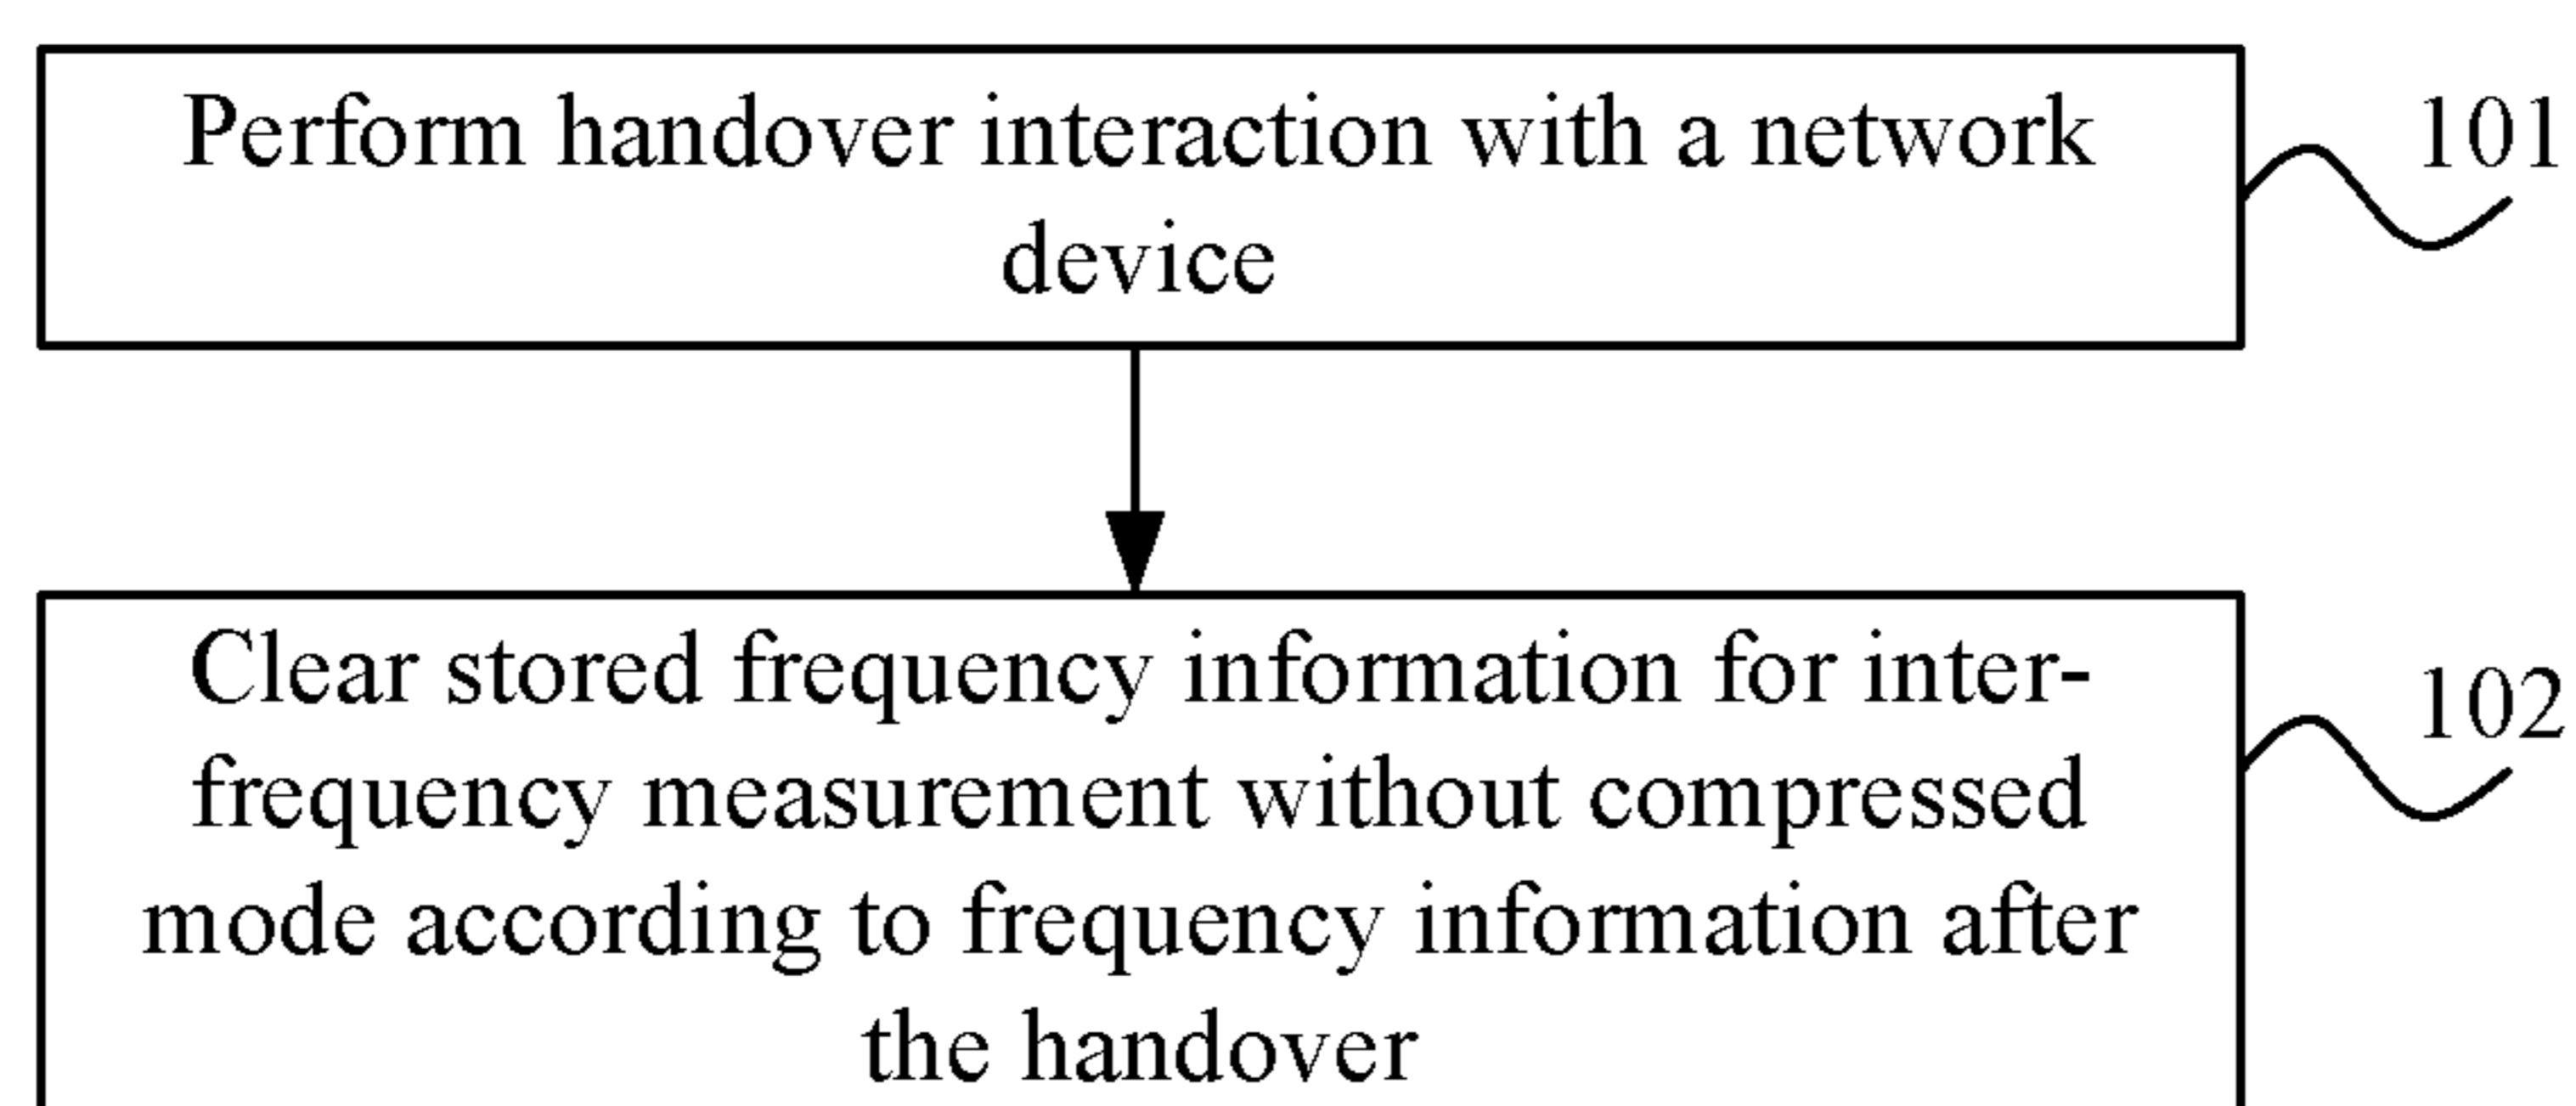 Perform handover interaction with a network
device
101
Clear stored frequency information for inter-
frequency measurement without compressed
mode according to frequency information after
the handover
102